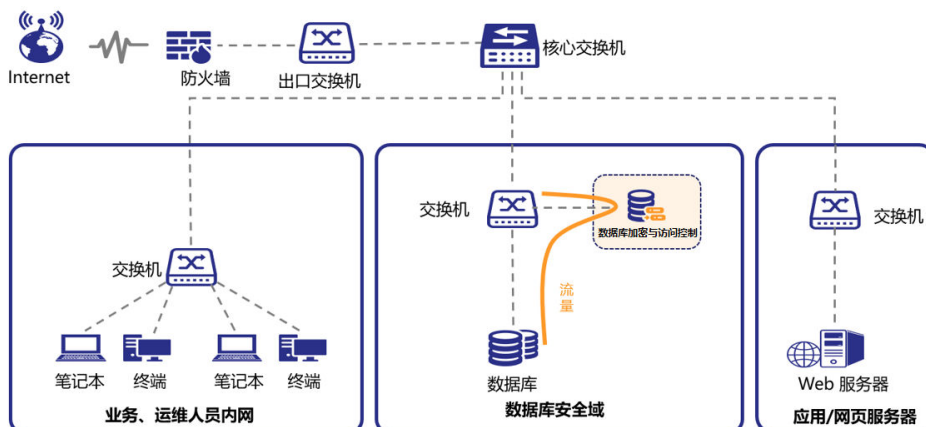 Internet
防火墙
出口交换机
核心交换机
交换机
笔记本
终端
笔记本
终端
业务、运维人员内网
交换机
数据库加密与访问控制
流量
数据库
数据库安全域
交换机
Web 服务器
应用/网页服务器